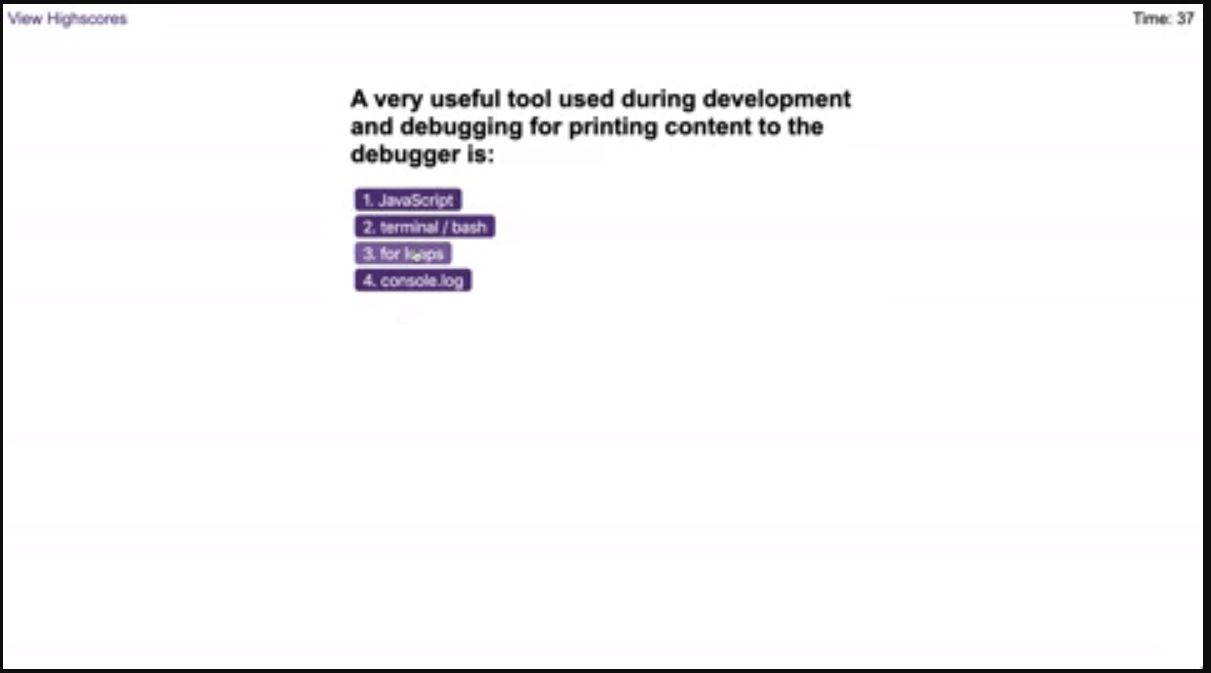 View Highscores
Time: 37
A very useful tool used during development
and debugging for printing content to the
debugger is:
1. JavaScript
2. terminal / bash
3. for loops
4. console.log